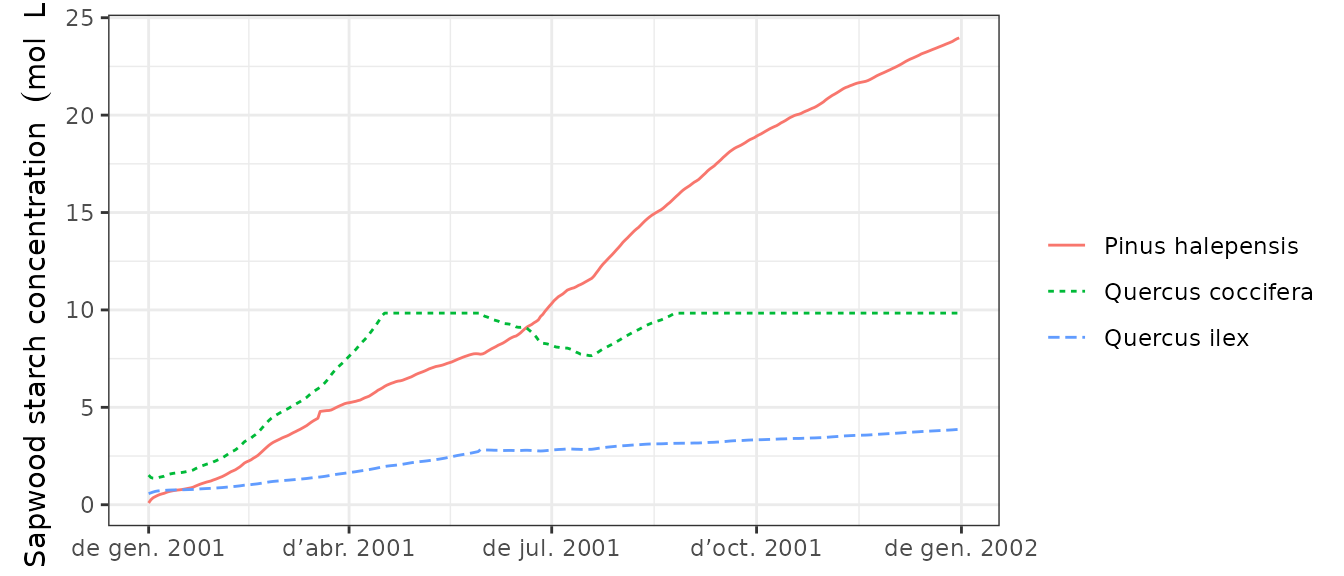 Sapwood starch concentration (mol L
25
20
15
10
5
0
de gen. 2001
d’abr. 2001
de jul. 2001
d’oct. 2001
de gen. 2002
Pinus halepensis
Quercus coccifera
Quercus ilex